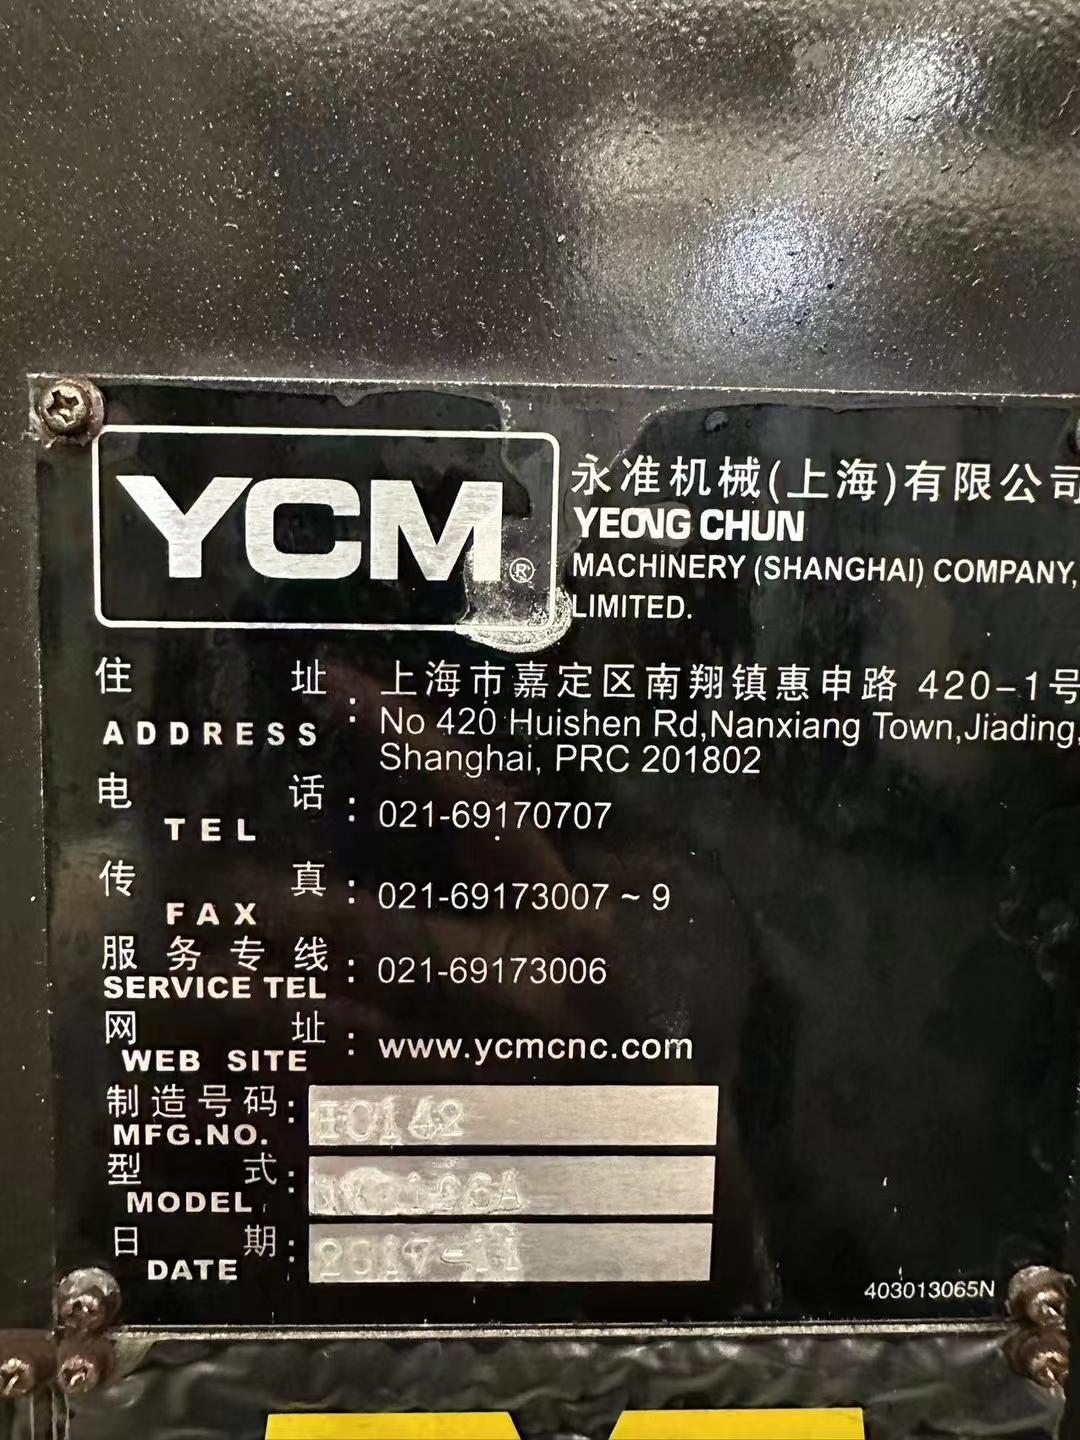 YCM ®
永准机械(上海)有限公司
YEONG CHUN
MACHINERY (SHANGHAI) COMPANY,
LIMITED.
住 址 : 上海市嘉定区南翔镇惠申路 420-1号
ADDRESS No 420 Huishen Rd,Nanxiang Town,Jiading,
Shanghai, PRC 201802
电 话 : 021-69170707
TEL
传 真 : 021-69173007 ~ 9
FAX
服务专线 : 021-69173006
SERVICE TEL
网 址 : www.ycmcnc.com
WEB SITE
制造号码:
MFG.NO.
型 式:
MODEL
日 期: 2017-11
DATE
403013065N